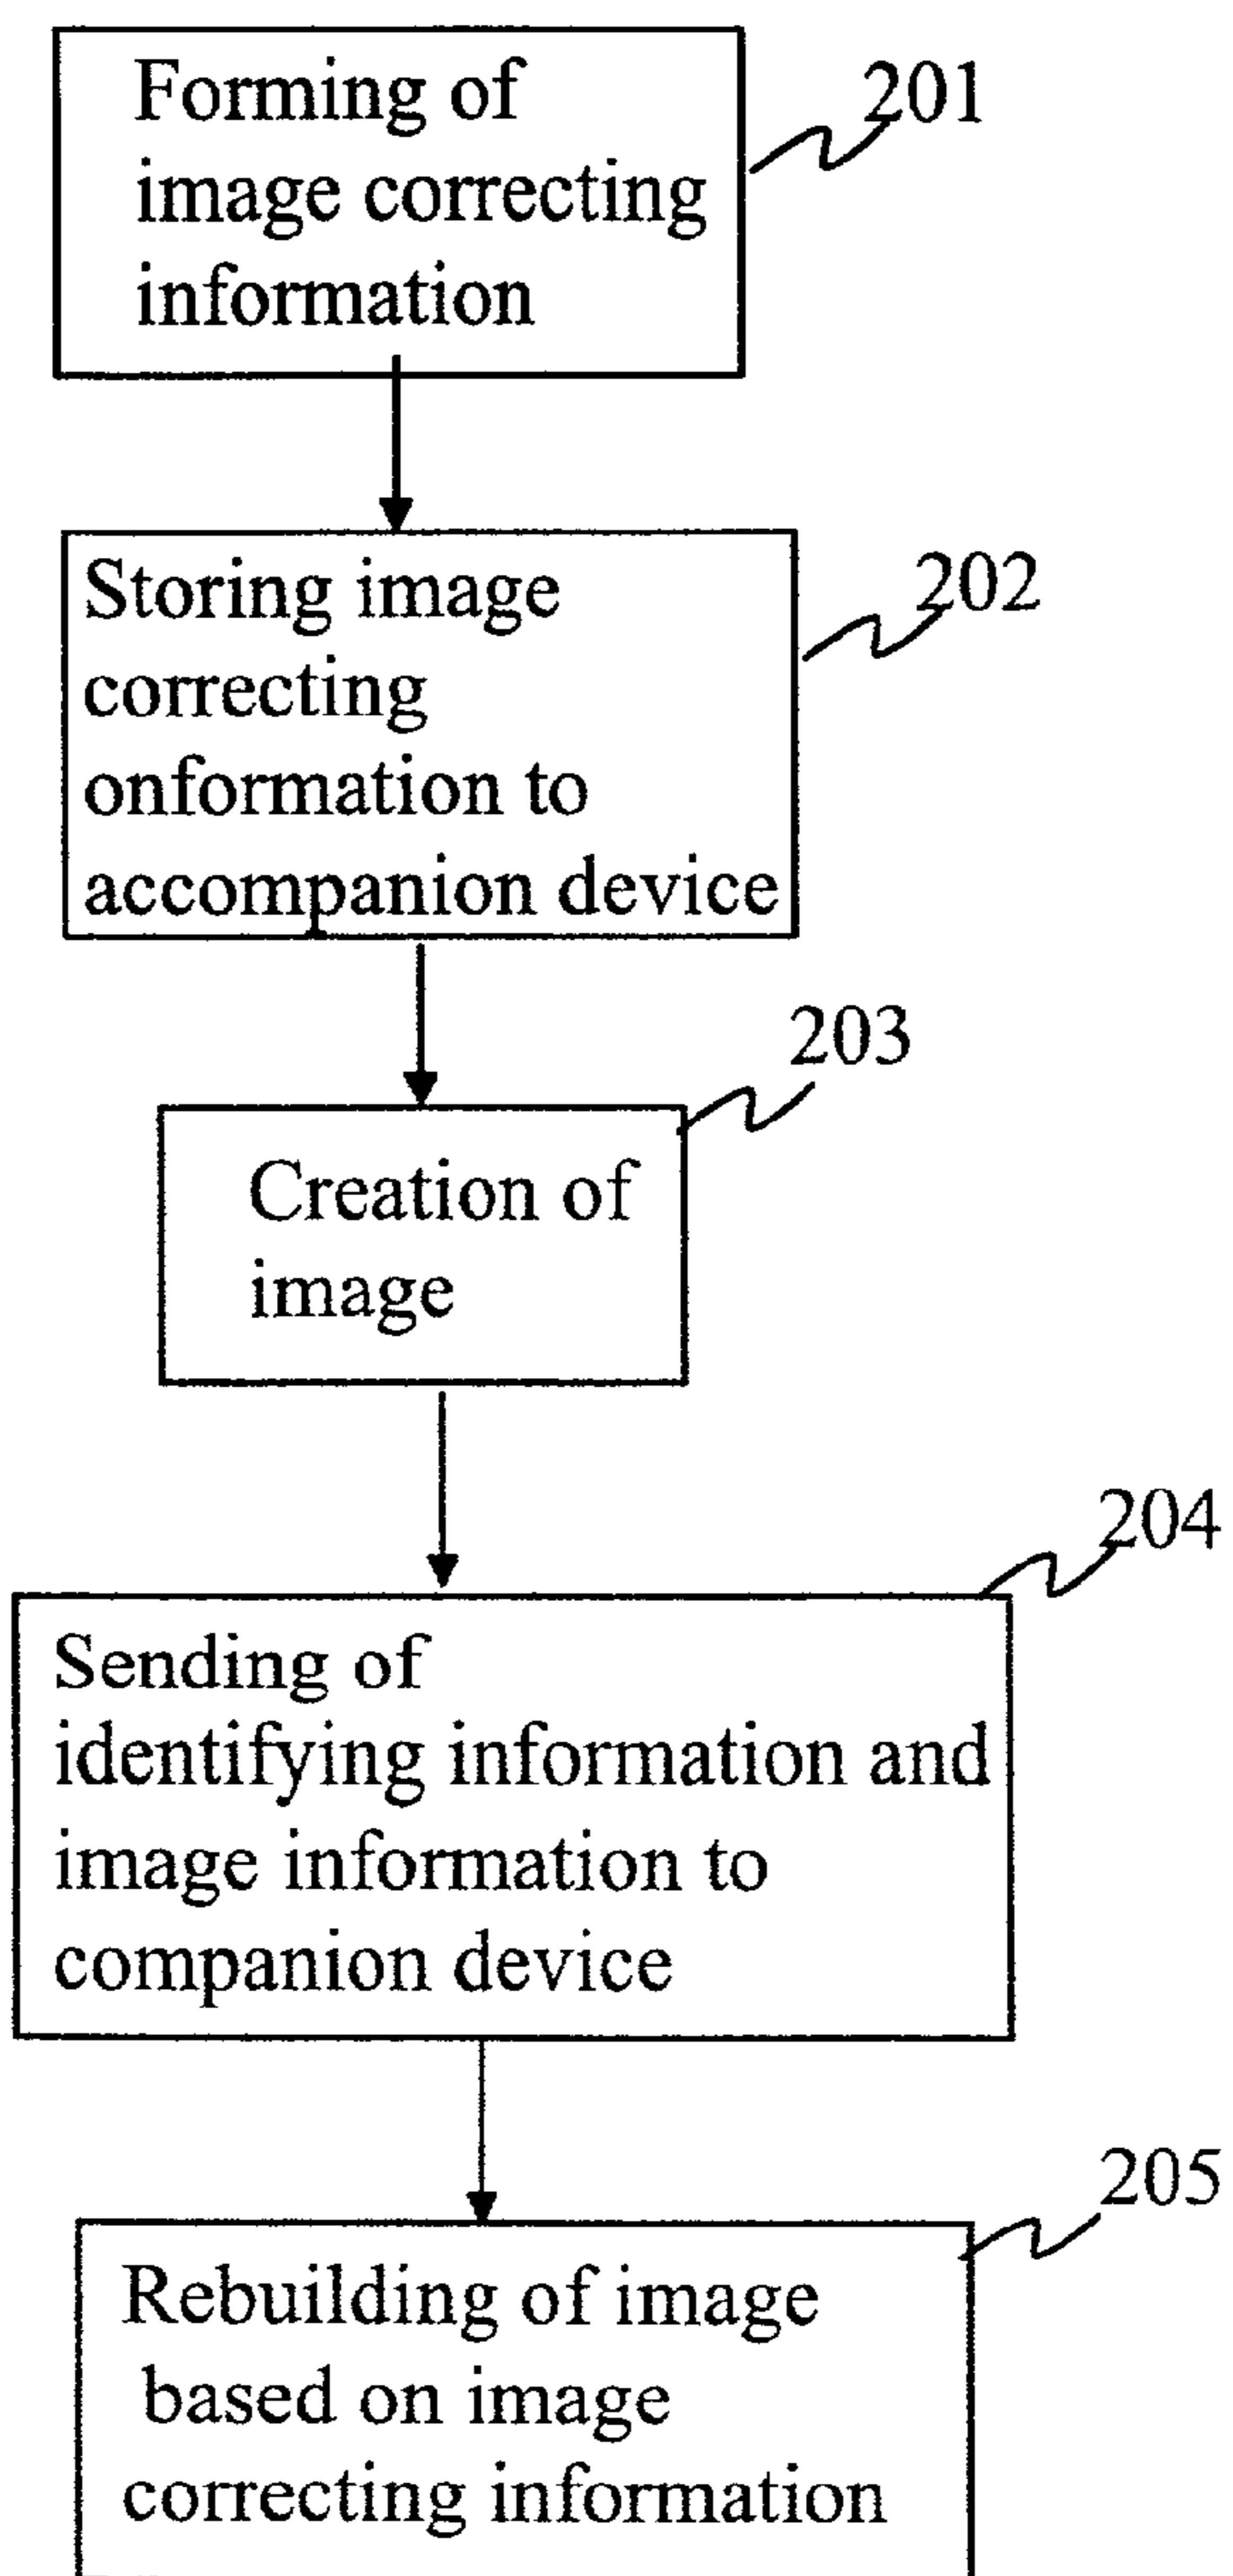 Forming of
201
image correcting
information
Storing image
202
correcting
onformation to
accompanion device
203
Creation of
image
204
Sending of
identifying information and
image information to
companion device
205
Rebuilding of image
based on image
correcting information